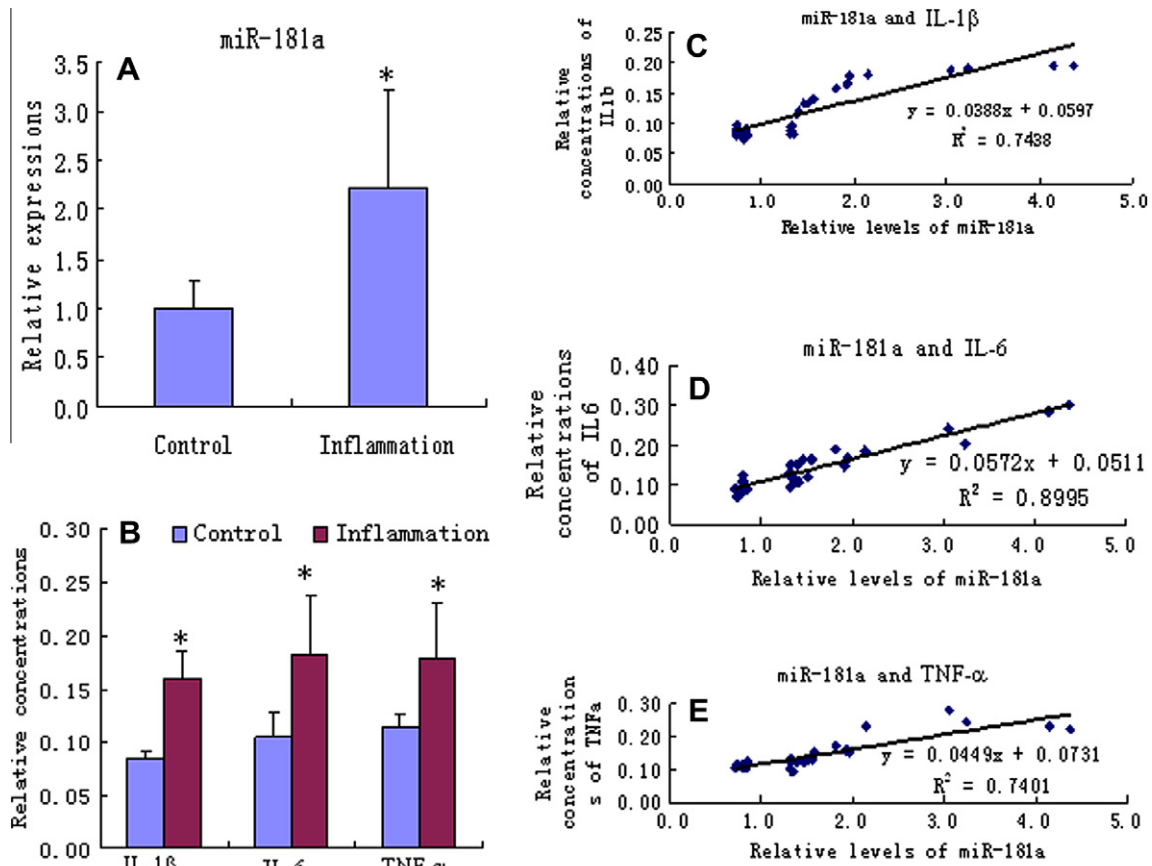 A
miR-181a
*
3.5
3.0
2.5
2.0
1.5
1.0
0.5
0.0
Relative expressions
Control Inflammation
B
Control Inflammation
0.30
0.25
0.20
0.15
0.10
0.05
0.00
Relative concentrations
* * *
IL-1β IL-6 TNF-α
C
miR-181a and IL-1β
0.25
0.20
0.15
0.10
0.05
0.00
Relative
concentrations of
IL1b
y = 0.0388x + 0.0597
R² = 0.7438
0.0 1.0 2.0 3.0 4.0 5.0
Relative levels of miR-181a
D
miR-181a and IL-6
0.40
0.30
0.20
0.10
0.00
Relative
concentrations
of IL6
y = 0.0572x + 0.0511
R² = 0.8995
0.0 1.0 2.0 3.0 4.0 5.0
Relative levels of miR-181a
E
miR-181a and TNF-α
0.30
0.20
0.10
0.00
Relative
concentration
s of TNFa
y = 0.0449x + 0.0731
R² = 0.7401
0.0 1.0 2.0 3.0 4.0 5.0
Relative levels of miR-181a